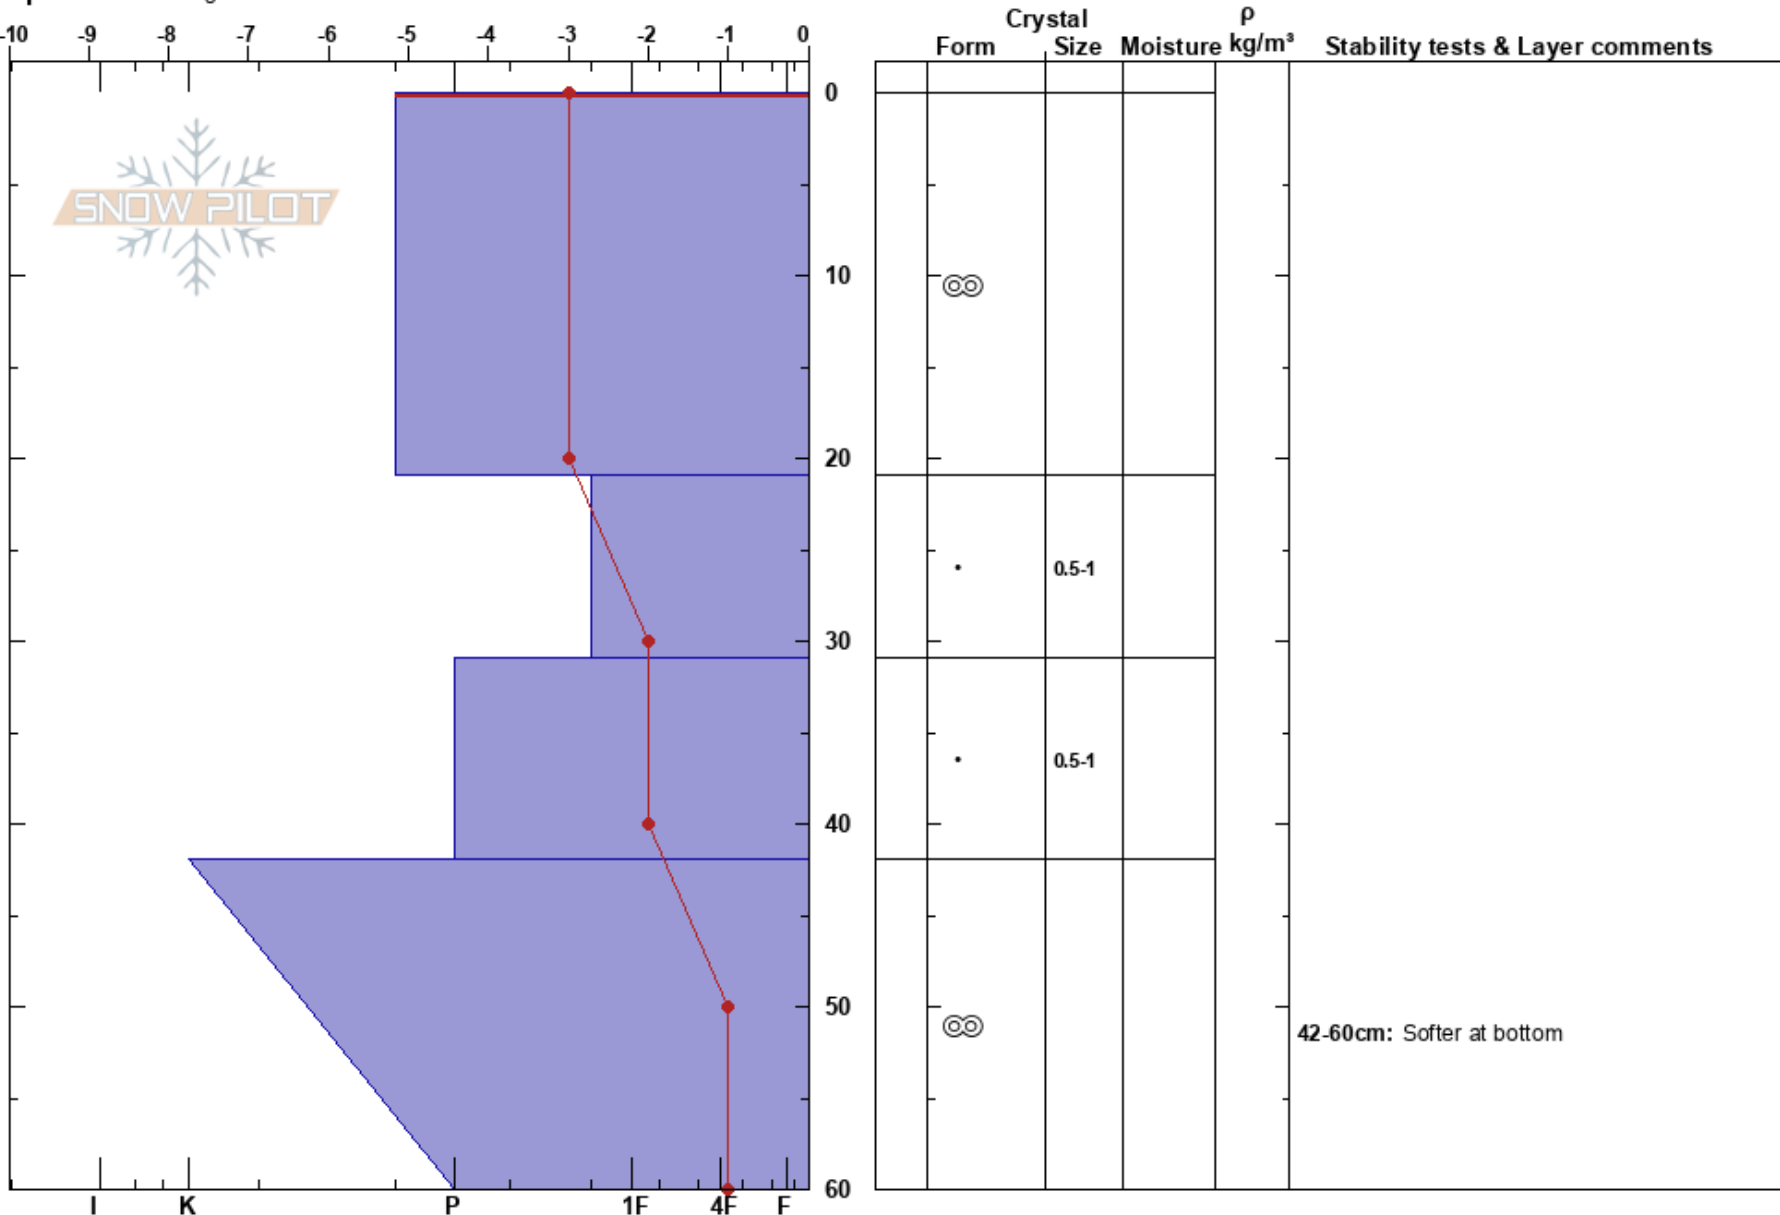 Crystal
ρ
-10 -9 -8 -7 -6 -5 -4 -3 -2 -1 0
Form Size Moisture kg/m³ Stability tests & Layer comments
0
SNOW PILOT
10
20
0.5-1
30
0.5-1
40
50
42-60cm: Softer at bottom
60
I K P 1F 4F F